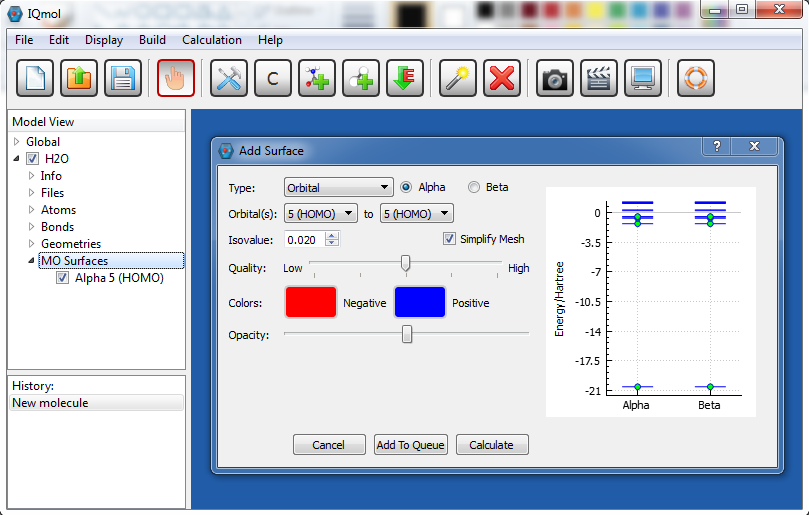 IQmol
File Edit Display Build Calculation Help
C
E
Model View
Global
H2O
Info
Files
Atoms
Bonds
Geometries
MO Surfaces
Alpha 5 (HOMO)
History:
New molecule
Add Surface
?
Type: Orbital Alpha Beta
Orbital(s): 5 (HOMO) to 5 (HOMO)
Isovalue: 0.020 Simplify Mesh
Quality: Low High
Colors: Negative Positive
Opacity:
Cancel Add To Queue Calculate
Energy/Hartree
0
-3.5
-7
-10.5
-14
-17.5
-21
Alpha Beta